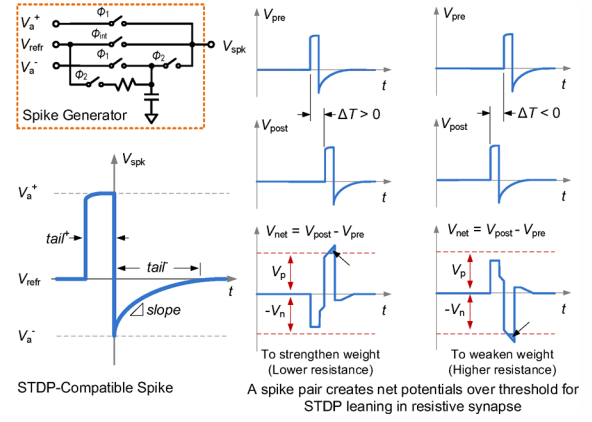 Va+
Φ1
Vrefr
Φint
Vspk
Va-
Φ1
Φ2
Φ2
Spike Generator
Vspk
Va+
tail+
tail-
Vrefr
t
slope
Va-
STDP-Compatible Spike
Vpre
t
ΔT > 0
Vpost
t
Vnet = Vpost - Vpre
Vp
t
-Vn
To strengthen weight
(Lower resistance)
Vpre
t
ΔT < 0
Vpost
t
Vnet = Vpost - Vpre
Vp
t
-Vn
To weaken weight
(Higher resistance)
A spike pair creates net potentials over threshold for
STDP leaning in resistive synapse